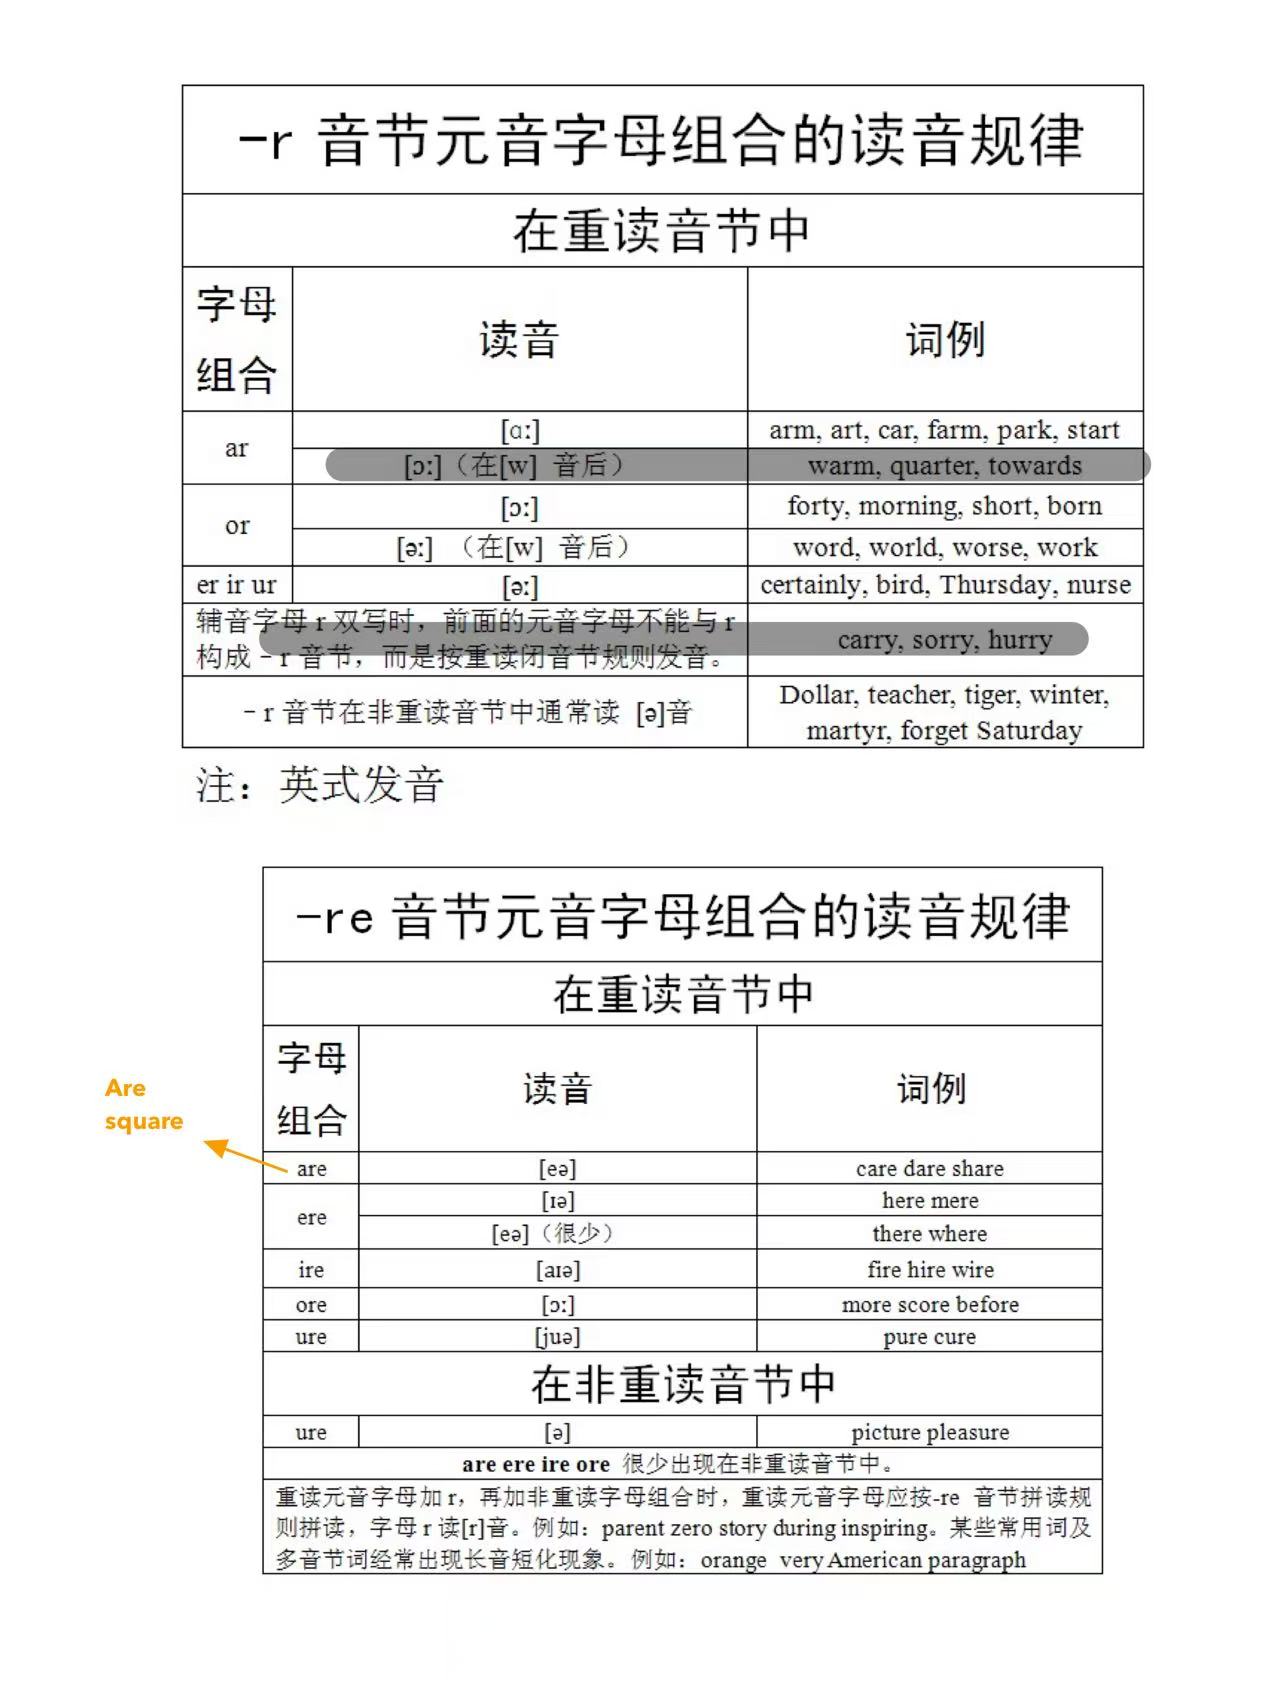 -r 音节元音字母组合的读音规律
在重读音节中
字母
组合
读音
词例
ar
[ɑː]
arm, art, car, farm, park, start
[ɔː]（在[w] 音后）
warm, quarter, towards
or
[ɔː]
forty, morning, short, born
[əː] （在[w] 音后）
word, world, worse, work
er ir ur
[əː]
certainly, bird, Thursday, nurse
辅音字母 r 双写时，前面的元音字母不能与 r
构成－r 音节，而是按重读闭音节规则发音。
carry, sorry, hurry
－r 音节在非重读音节中通常读 [ə]音
Dollar, teacher, tiger, winter,
martyr, forget Saturday
注：英式发音
-re 音节元音字母组合的读音规律
在重读音节中
字母
组合
读音
词例
Are
square
are
[eə]
care dare share
ere
[ɪə]
here mere
[eə]（很少）
there where
ire
[aɪə]
fire hire wire
ore
[ɔː]
more score before
ure
[juə]
pure cure
在非重读音节中
ure
[ə]
picture pleasure
are ere ire ore 很少出现在非重读音节中。
重读元音字母加 r，再加非重读字母组合时，重读元音字母应按-re 音节拼读规
则拼读，字母 r 读[r]音。例如：parent zero story during inspiring。某些常用词及
多音节词经常出现长音短化现象。例如：orange very American paragraph